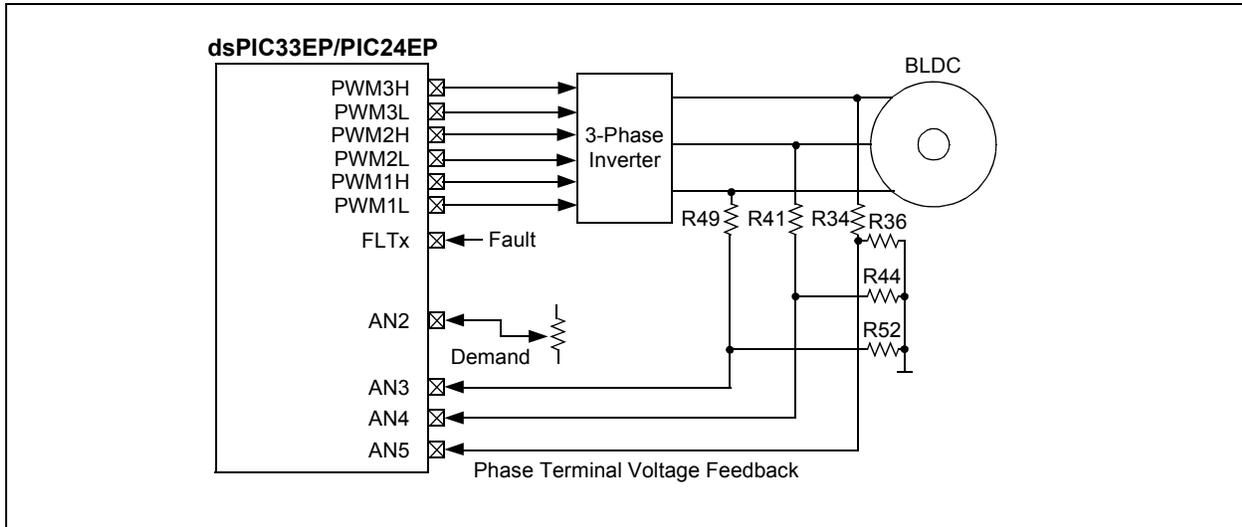 dsPIC33EP/PIC24EP
BLDC
PWM3H
PWM3L
PWM2H
PWM2L
PWM1H
PWM1L
3-Phase
Inverter
R49
R41
R34
R36
FLTx
Fault
R44
AN2
R52
Demand
AN3
AN4
AN5
Phase Terminal Voltage Feedback